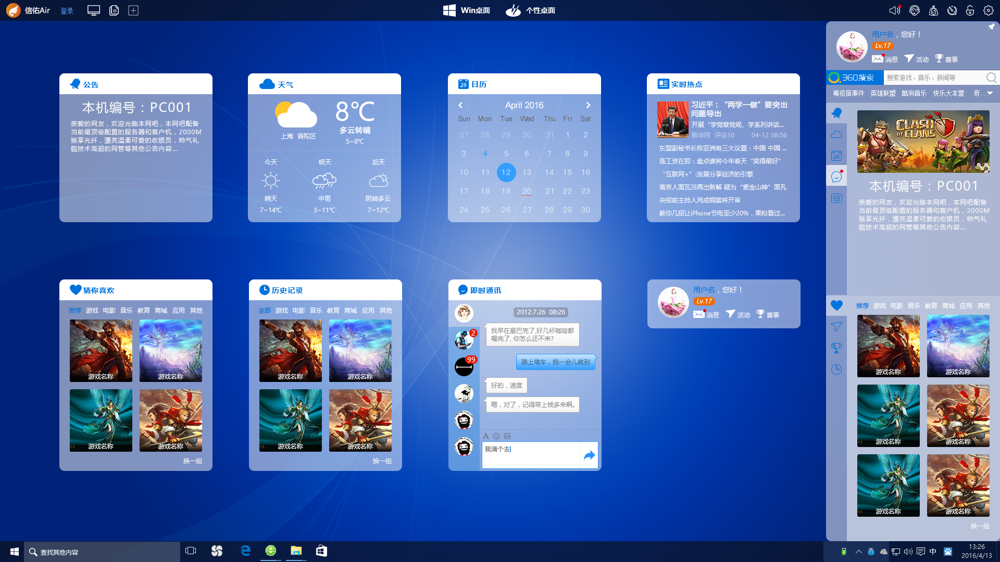 信佑Air 登录
Win桌面 个性桌面
公告
本机编号：PC001
亲爱的网友，欢迎光临本网吧，本网吧配备
当前最顶级配置的服务器和客户机，2000M
独享光纤，漂亮温柔可爱的收银员，帅气礼
貌技术高超的网管等其他公告内容...
天气
8℃
多云转晴
上海 普陀区
5~8℃
今天 明天 后天
晴天 中雨 阴转多云
7~14℃ 3~11℃ 7~12℃
28 日历
April 2016
Sun Mon Tue Wed Thu Fri Sat
27 28 29 30 31 1 2
3 4 5 6 7 8 9
10 11 12 13 14 15 16
17 18 19 20 21 22 23
24 25 26 27 28 29 30
实时热点
习近平：“两学一做”要突出
问题导出
开展“学党章党规、学系列讲话...
新华网 评论10 04-12 08:56
东盟副秘书长称亚洲有三大议题：中国 中国 ...
涨工资在即：盘点谁将今年春天“笑得最好”
“互联网+”:发展分享经济的引擎
南京人面瓦当再出新解 疑为“紫金山神”面孔
央视前主持人芮成钢案将开审
教你几招让iPhone节电至少20%，果粉看过...
猜你喜欢
推荐 游戏 电影 音乐 教育 商城 应用 其他
游戏名称 游戏名称
游戏名称 游戏名称
换一组
历史记录
全部 游戏 电影 音乐 教育 商城 应用 其他
游戏名称 游戏名称
游戏名称 游戏名称
换一组
即时通讯
2
99
2012.7.26 08:26
我早在星巴克了,好几杯咖啡都
喝完了, 你怎么还不来?
路上堵车，我一会儿就到
好的，速度
嗯，对了，记得带上钱多来啊。
A
我滴个去
用户名，您好！
Lv.17
消息 活动 赛事
用户名，您好！
Lv.17
消息 活动 赛事
360搜索 搜索游戏、音乐、新闻等
毒疫苗事件 英雄联盟 酷狗音乐 快乐大本营 奇...
28
CLASH
OF CLANS
本机编号：PC001
亲爱的网友，欢迎光临本网吧，本网吧配备
当前最顶级配置的服务器和客户机，2000M
独享光纤，漂亮温柔可爱的收银员，帅气礼
貌技术高超的网管等其他公告内容...
推荐 游戏 电影 音乐 教育 商城 应用 其他
游戏名称 游戏名称
游戏名称 游戏名称
游戏名称 游戏名称
换一组
查找其他内容
中
13:26
2016/4/13